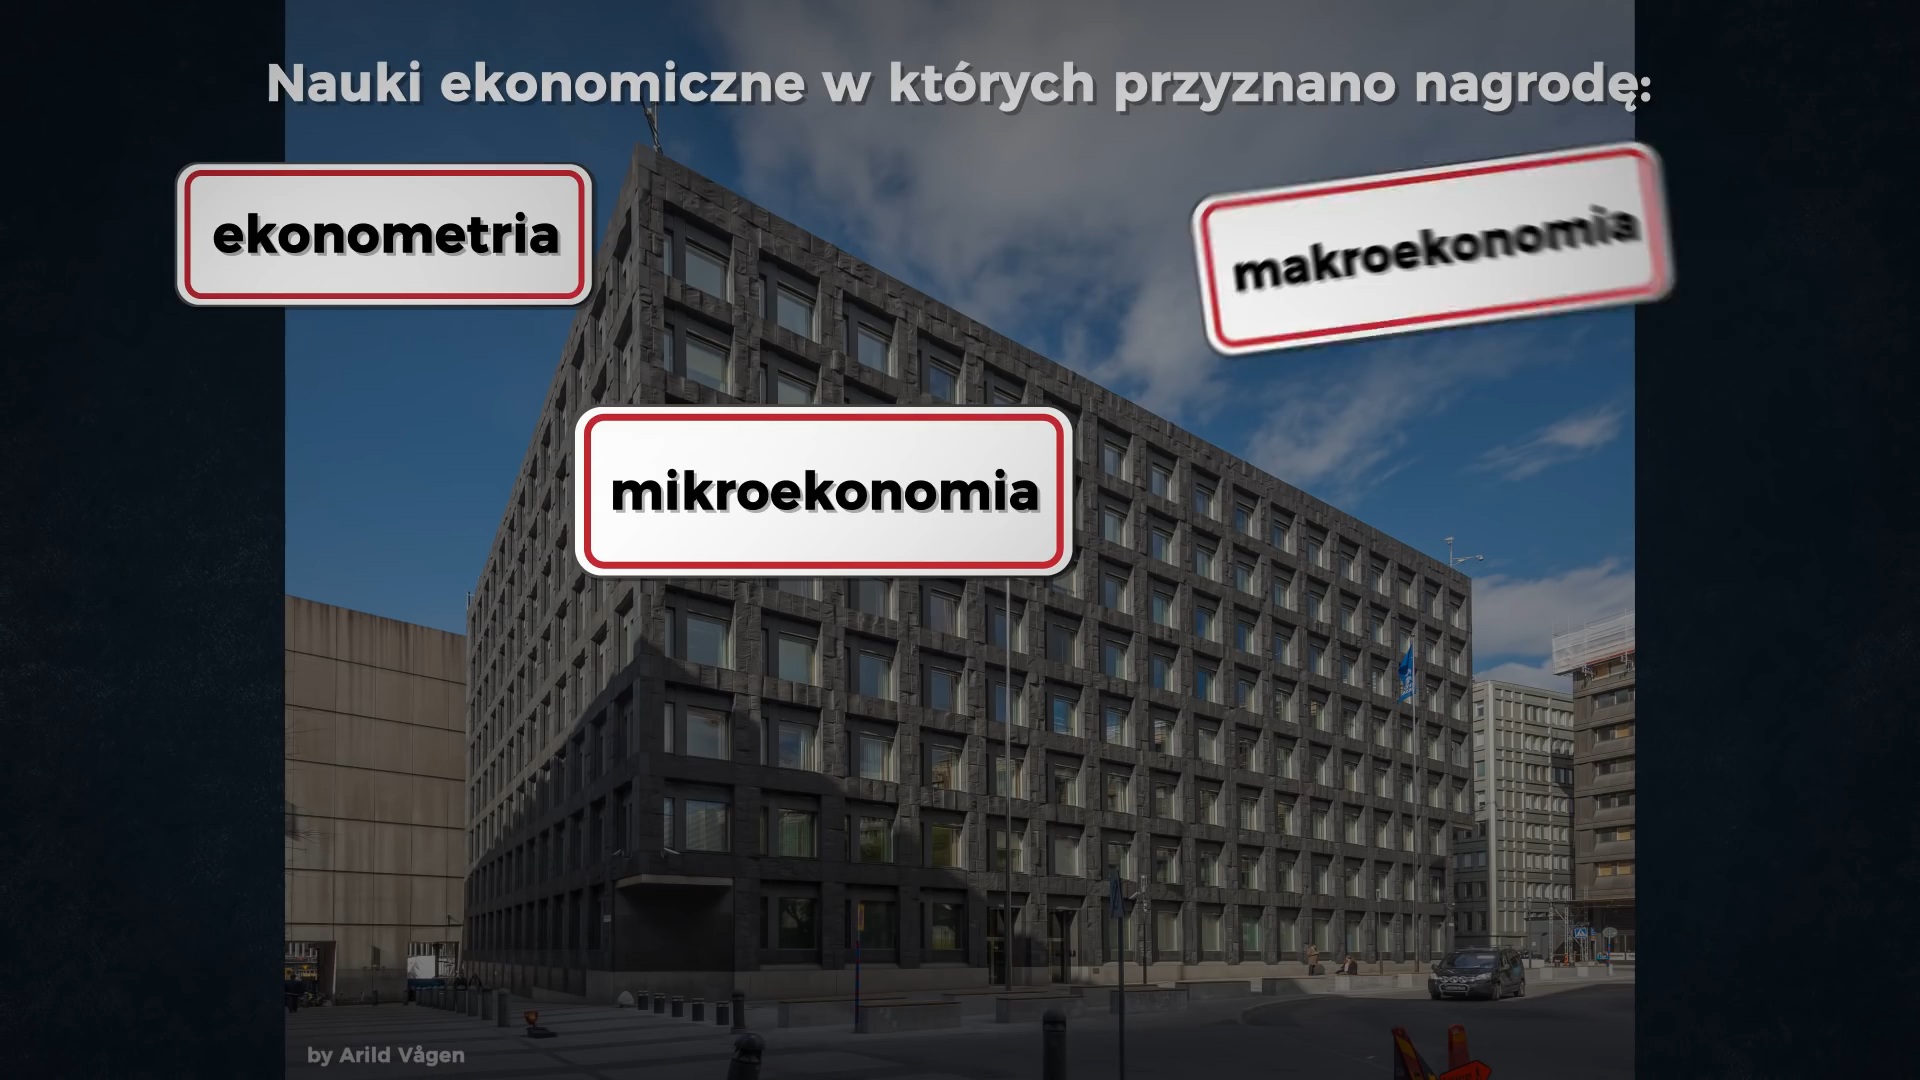 Nauki ekonomiczne w których przyznano nagrodę:
ekonometria
makroekonomia
mikroekonomia
by Arild Vågen